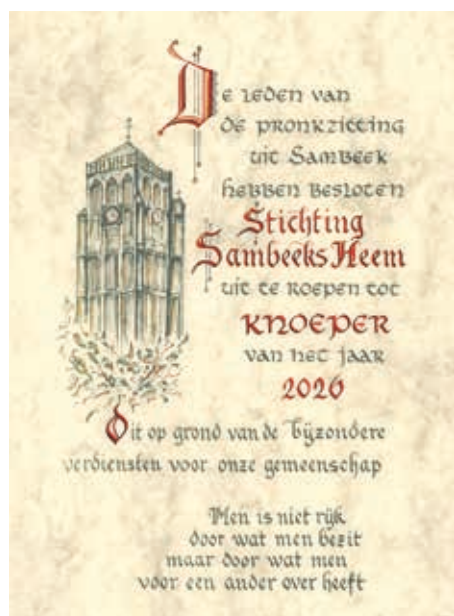 De leden van
de pronkzitting
uit Sambeek
hebben besloten
Stichting
Sambeeks Heem
uit te roepen tot
KNOEPER
van het jaar
2026
Dit op grond van de bijzondere
verdiensten voor onze gemeenschap
Men is niet rijk
door wat men bezit
maar door wat men
voor een ander over heeft